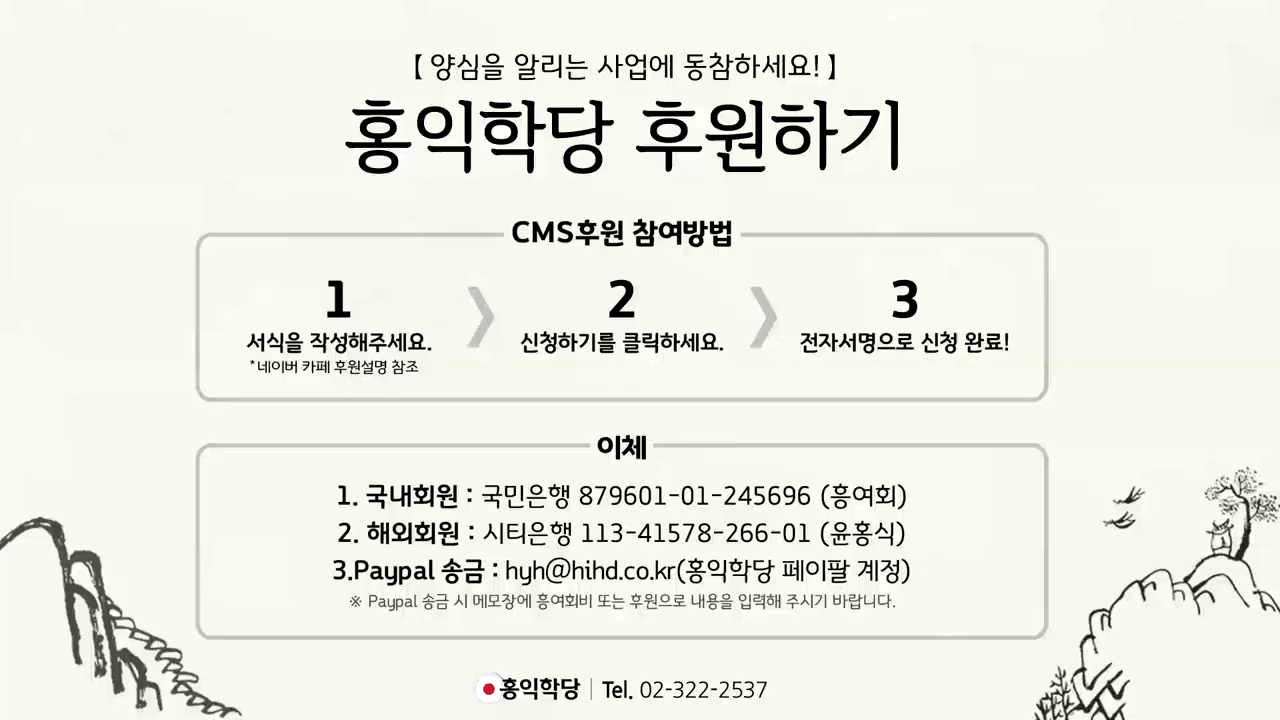 【 양심을 알리는 사업에 동참하세요! 】
홍익학당 후원하기
CMS후원 참여방법
1
서식을 작성해주세요.
*네이버 카페 후원설명 참조
2
신청하기를 클릭하세요.
3
전자서명으로 신청 완료!
이체
1. 국내회원 : 국민은행 879601-01-245696 (흥여회)
2. 해외회원 : 시티은행 113-41578-266-01 (윤홍식)
3.Paypal 송금 : hyh@hihd.co.kr(홍익학당 페이팔 계정)
※ Paypal 송금 시 메모장에 흥여회비 또는 후원으로 내용을 입력해 주시기 바랍니다.
홍익학당 | Tel. 02-322-2537